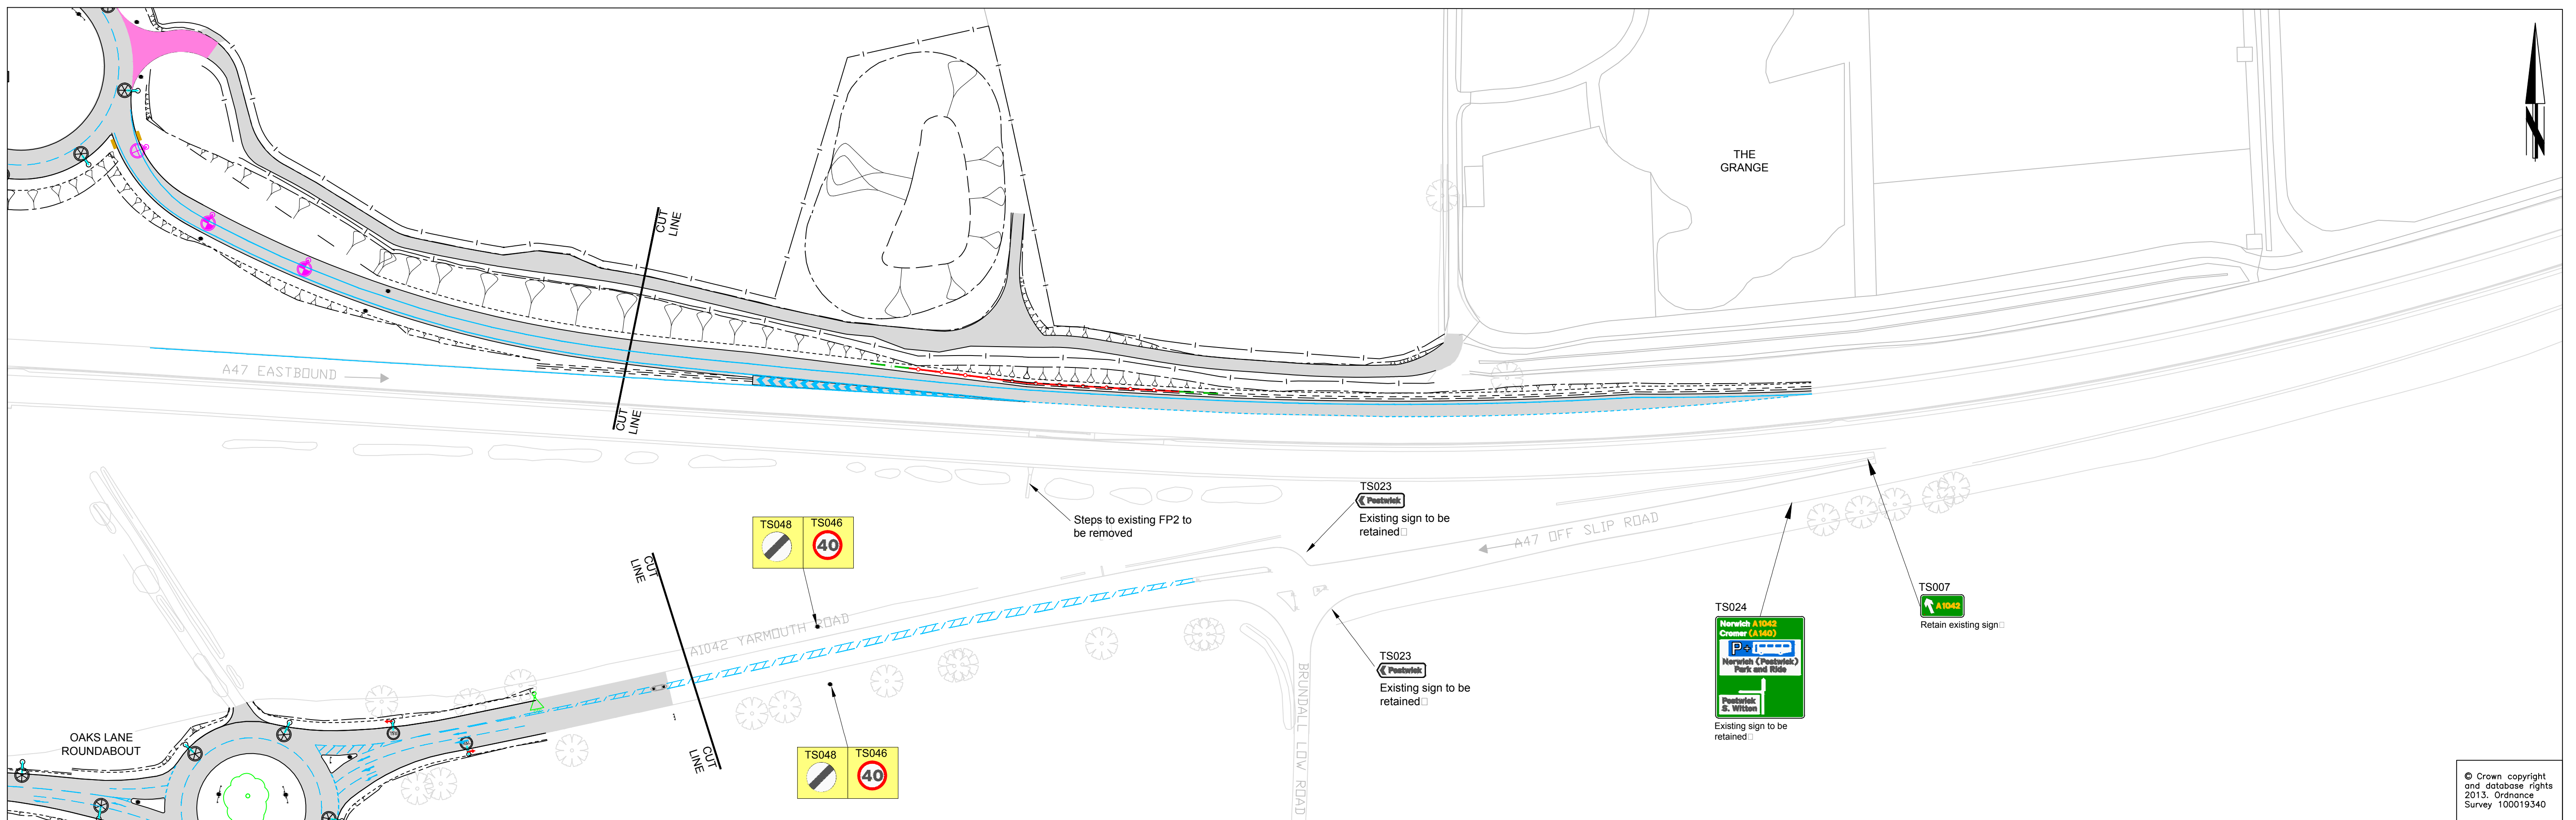 THE
GRANGE
N
CUT
LINE
CUT
LINE
A47 EASTBOUND
TS023
Postwick
Existing sign to be
retained
Steps to existing FP2 to
be removed
TS048
TS046
40
CUT
LINE
A47 OFF SLIP ROAD
A1042 YARMOUTH ROAD
TS007
A1042
Retain existing sign
TS024
Norwich A1042
Cromer (A140)
P+
Norwich (Postwick)
Park and Ride
Postwick
S. Witton
Existing sign to be
retained
TS023
Postwick
Existing sign to be
retained
BRUNDALL LOW ROAD
OAKS LANE
ROUNDABOUT
CUT
LINE
TS048
TS046
40
© Crown copyright
and database rights
2013. Ordnance
Survey 100019340